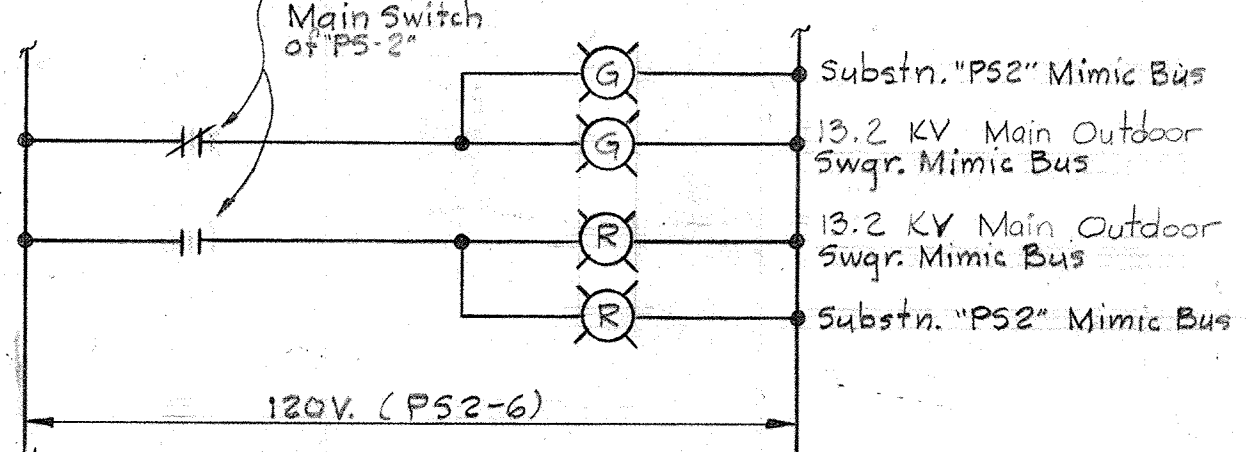 Main Switch
of "PS-2"
G
Substn. "PS2" Mimic Bus
G
13.2 KV Main Outdoor
Swgr. Mimic Bus
R
13.2 KV Main Outdoor
Swgr. Mimic Bus
R
Substn. "PS2" Mimic Bus
120V. (PS2-6)